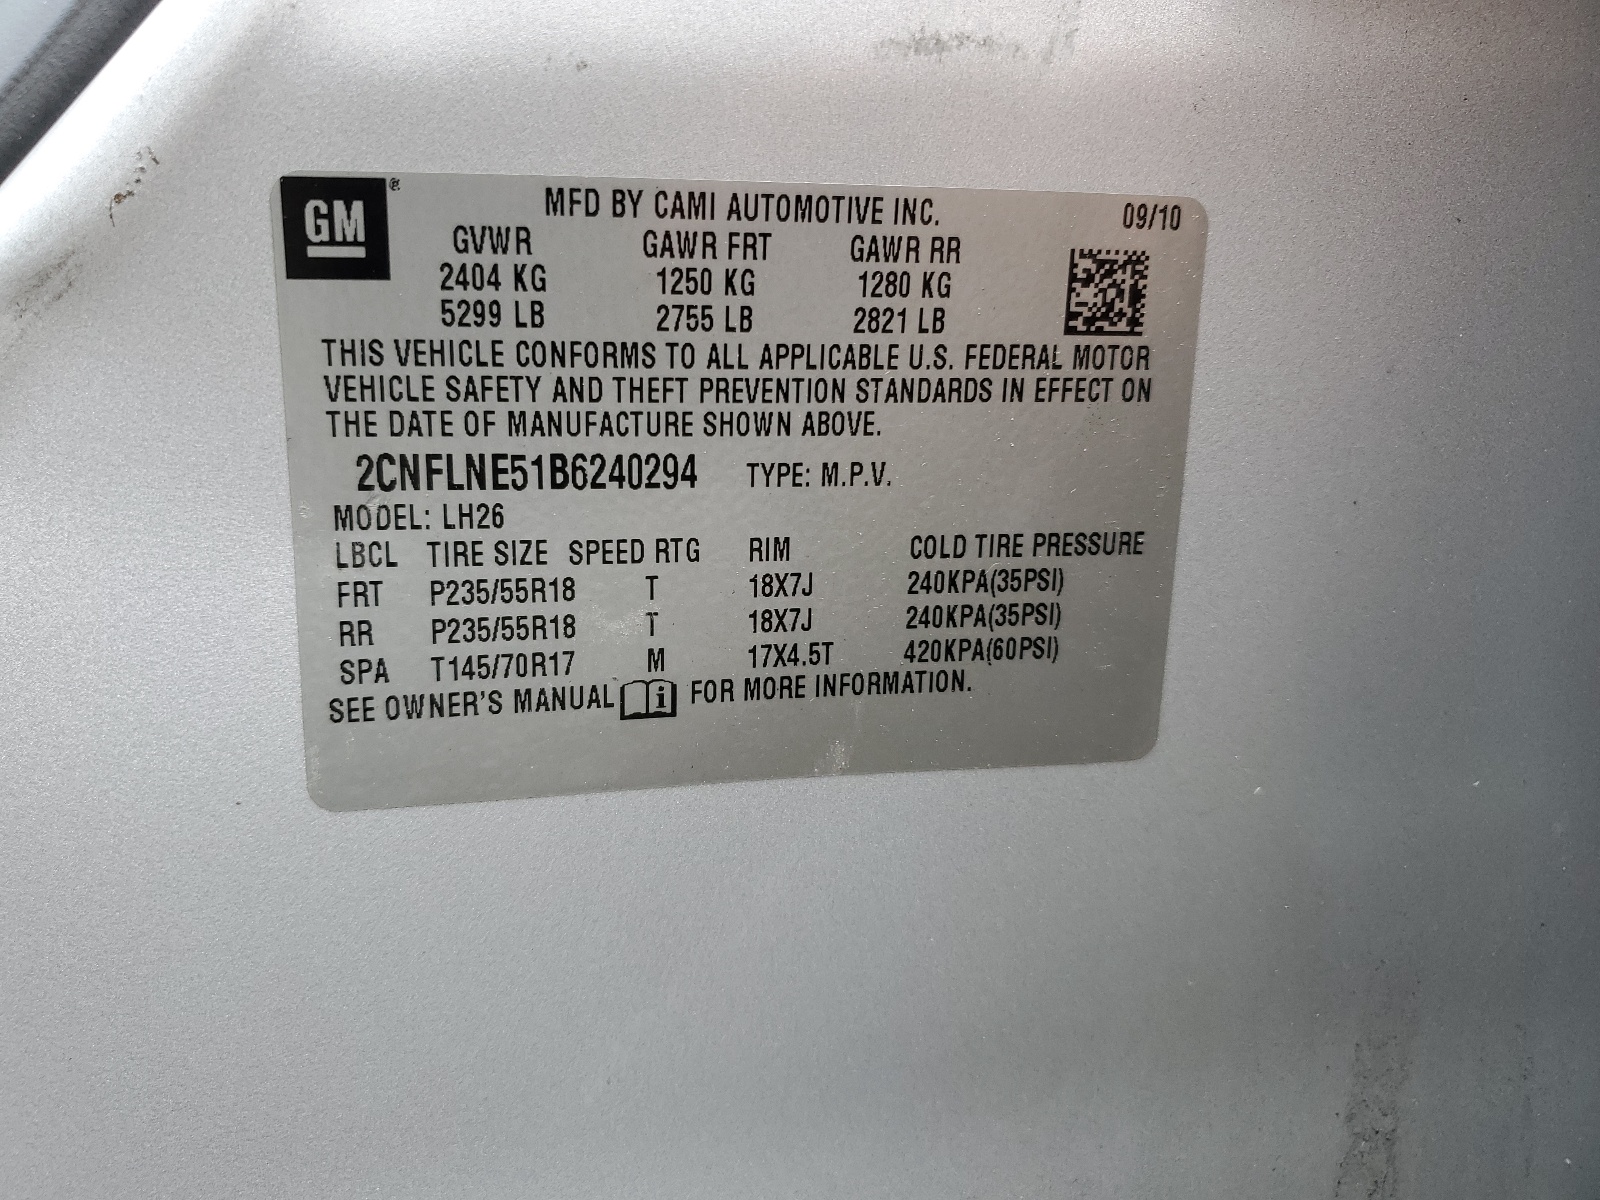 GM®
MFD BY CAMI AUTOMOTIVE INC. 09/10
GVWR GAWR FRT GAWR RR
2404 KG 1250 KG 1280 KG
5299 LB 2755 LB 2821 LB
THIS VEHICLE CONFORMS TO ALL APPLICABLE U.S. FEDERAL MOTOR
VEHICLE SAFETY AND THEFT PREVENTION STANDARDS IN EFFECT ON
THE DATE OF MANUFACTURE SHOWN ABOVE.
2CNFLNE51B6240294 TYPE: M.P.V.
MODEL: LH26
LBCL TIRE SIZE SPEED RTG RIM COLD TIRE PRESSURE
FRT P235/55R18 T 18X7J 240KPA(35PSI)
RR P235/55R18 T 18X7J 240KPA(35PSI)
SPA T145/70R17 M 17X4.5T 420KPA(60PSI)
SEE OWNER'S MANUAL i FOR MORE INFORMATION.